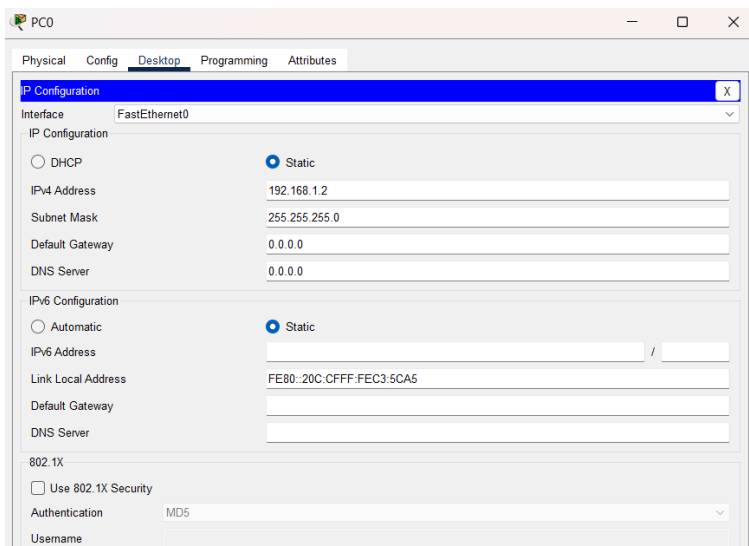 PC0
Physical Config Desktop Programming Attributes
IP Configuration X
Interface FastEthernet0
IP Configuration
DHCP Static
IPv4 Address 192.168.1.2
Subnet Mask 255.255.255.0
Default Gateway 0.0.0.0
DNS Server 0.0.0.0
IPv6 Configuration
Automatic Static
IPv6 Address /
Link Local Address FE80::20C:CFFF:FEC3:5CA5
Default Gateway
DNS Server
802.1X
Use 802.1X Security
Authentication MD5
Username